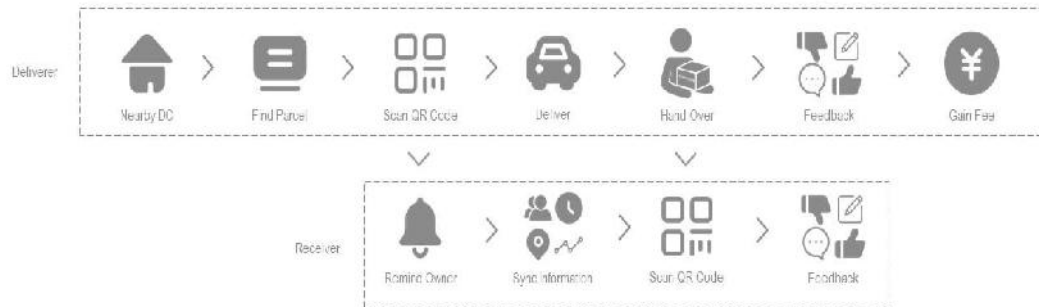 Deliverer
Nearby DC
Find Parcel
Scan QR Code
Deliver
Hand Over
Feedback
¥
Gain Fee
Receiver
Remind Owner
Sync Information
Scan QR Code
Feedback